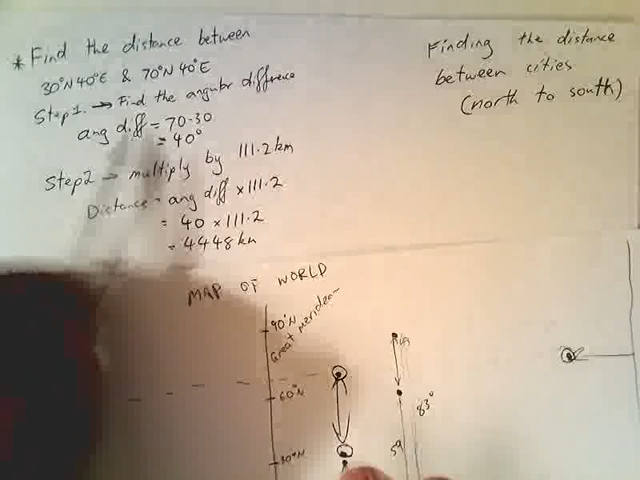 * Find the distance between
30°N 40°E & 70°N 40°E
Step 1. → Find the angular difference
ang diff = 70-30
= 40°
Step 2 → multiply by 111.2 km
Distance = ang diff × 111.2
= 40 × 111.2
= 4448 km
Finding the distance
between cities
(north to south)
MAP OF WORLD
90°N
Great
60°N
83°
59
30°N